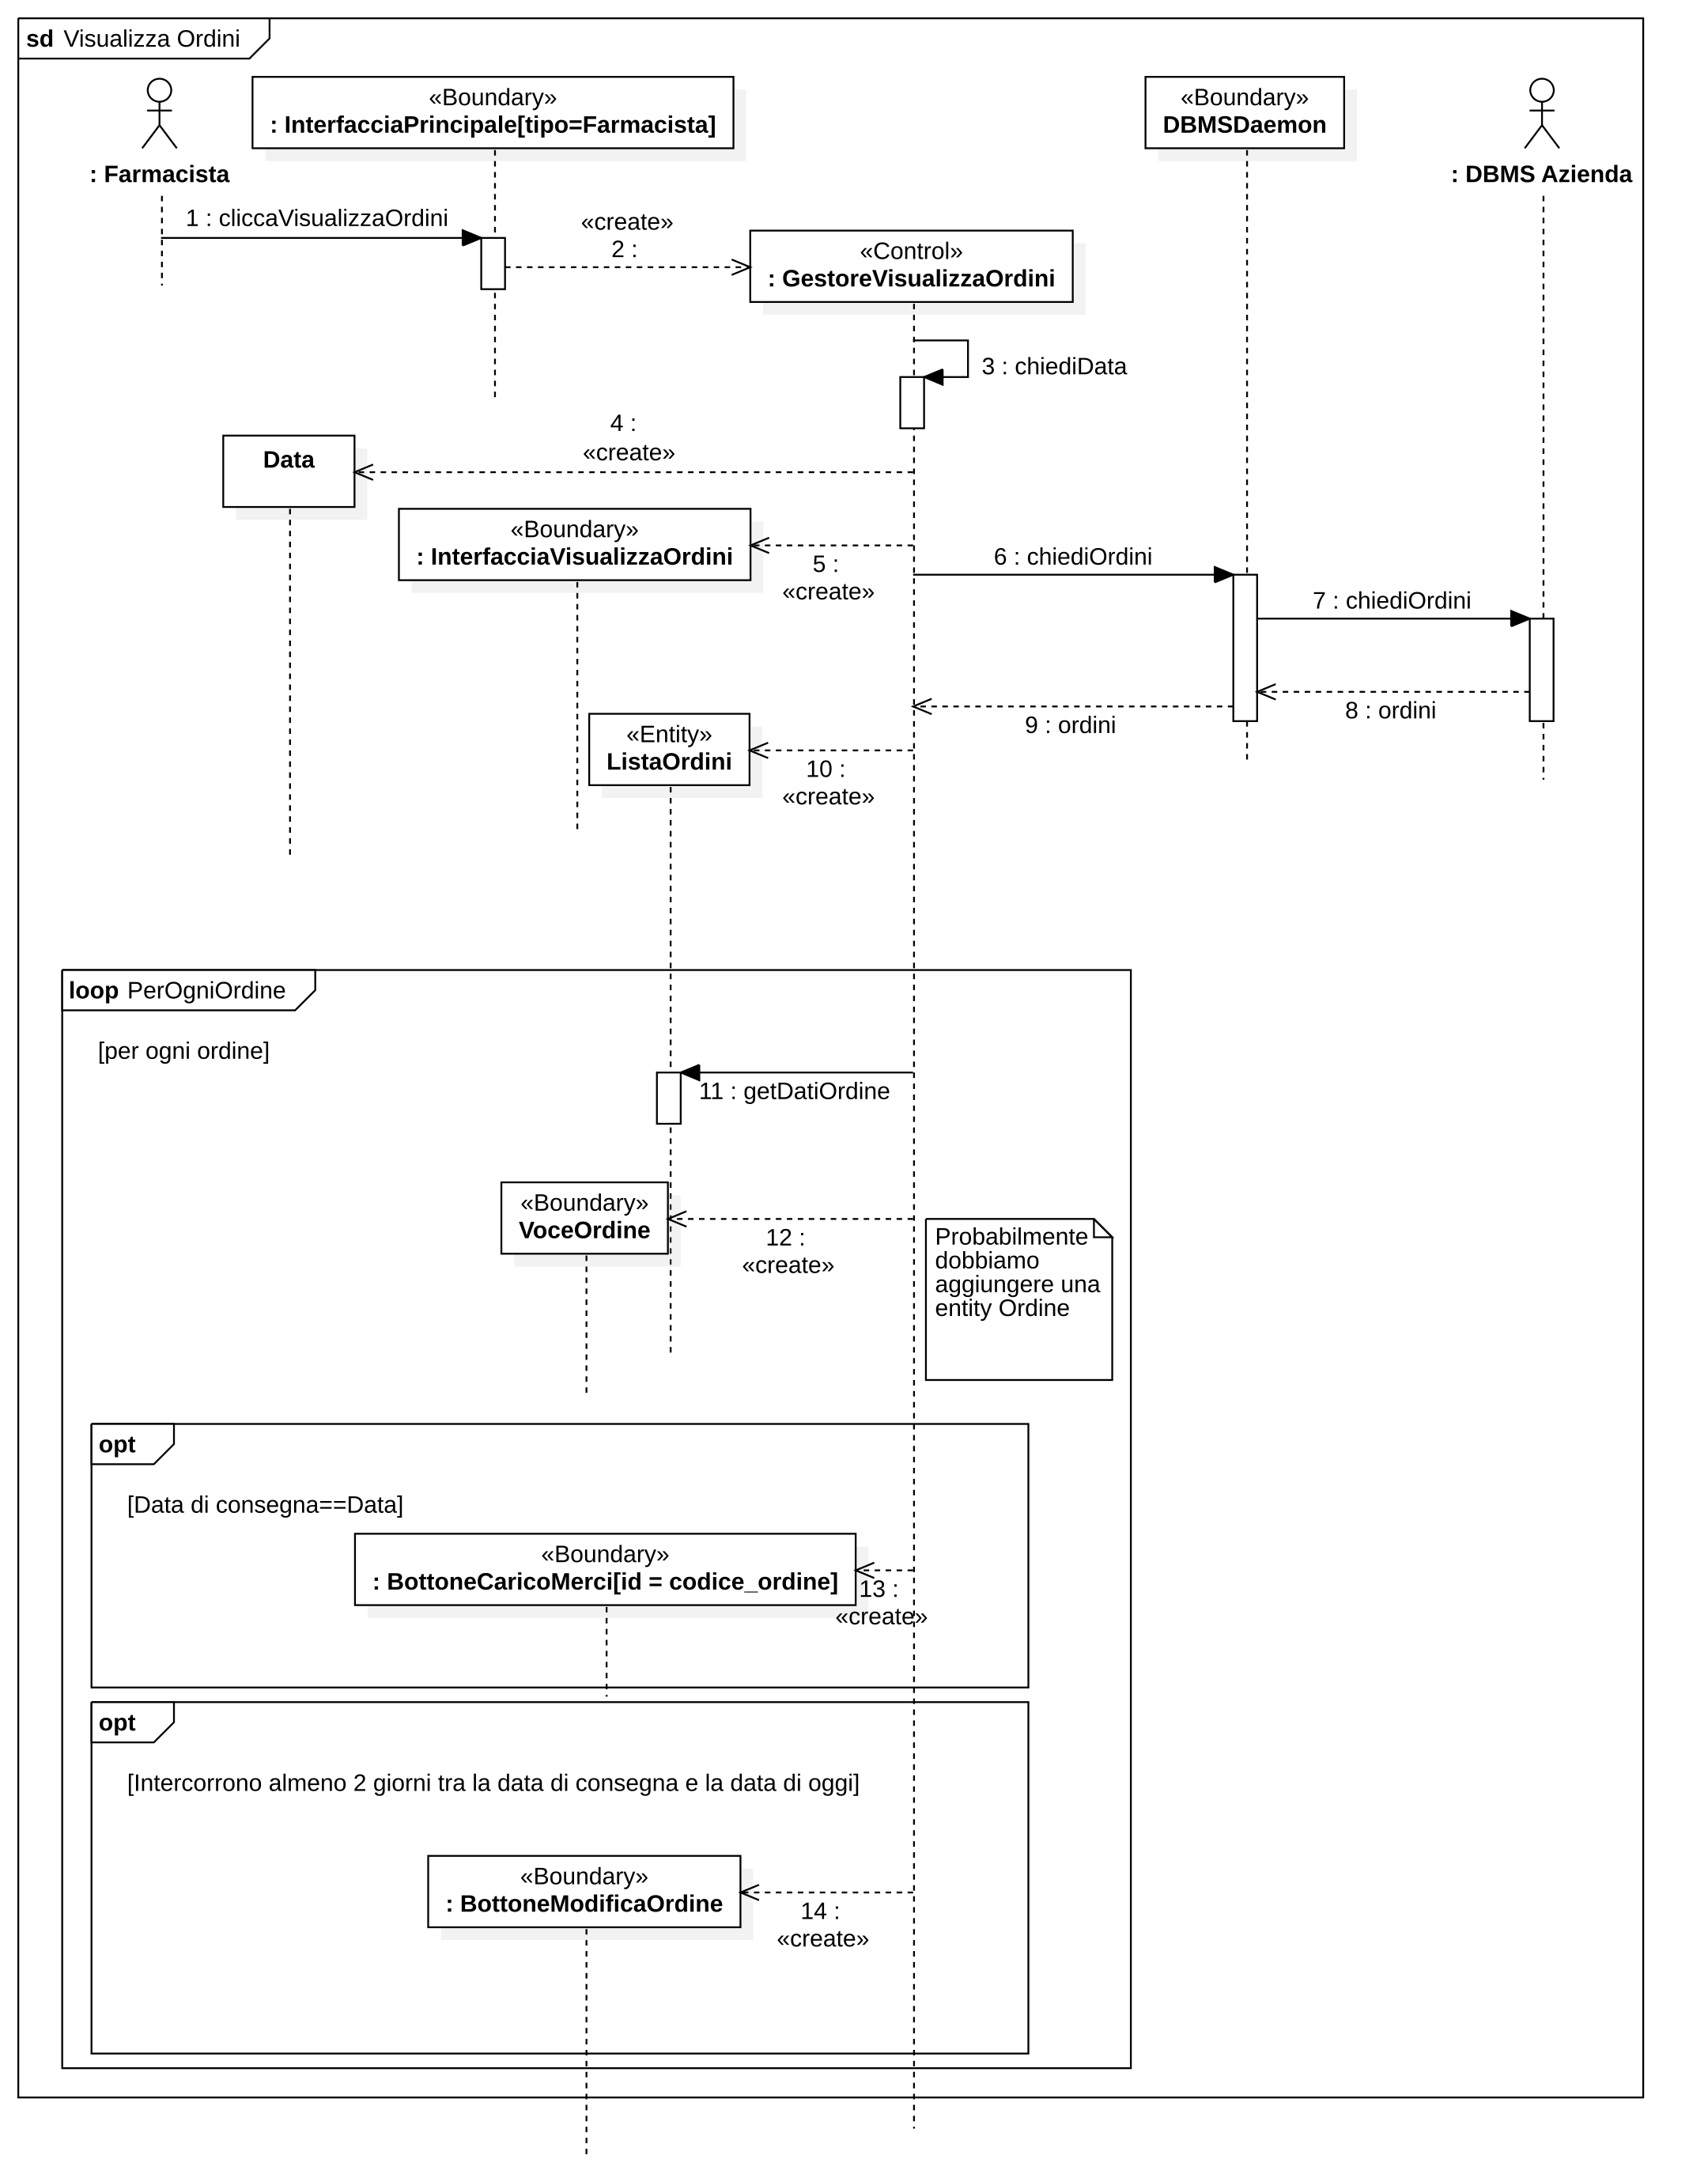 sd Visualizza Ordini
«Boundary»
: InterfacciaPrincipale[tipo=Farmacista]
«Boundary»
DBMSDaemon
: Farmacista
: DBMS Azienda
1 : cliccaVisualizzaOrdini
«create»
2 :
«Control»
: GestoreVisualizzaOrdini
3 : chiediData
4 :
«create»
Data
«Boundary»
: InterfacciaVisualizzaOrdini
5 :
«create»
6 : chiediOrdini
7 : chiediOrdini
8 : ordini
9 : ordini
«Entity»
ListaOrdini
10 :
«create»
loop PerOgniOrdine
[per ogni ordine]
11 : getDatiOrdine
«Boundary»
VoceOrdine
12 :
«create»
Probabilmente
dobbiamo
aggiungere una
entity Ordine
opt
[Data di consegna==Data]
«Boundary»
: BottoneCaricoMerci[id = codice_ordine]
13 :
«create»
opt
[Intercorrono almeno 2 giorni tra la data di consegna e la data di oggi]
«Boundary»
: BottoneModificaOrdine
14 :
«create»